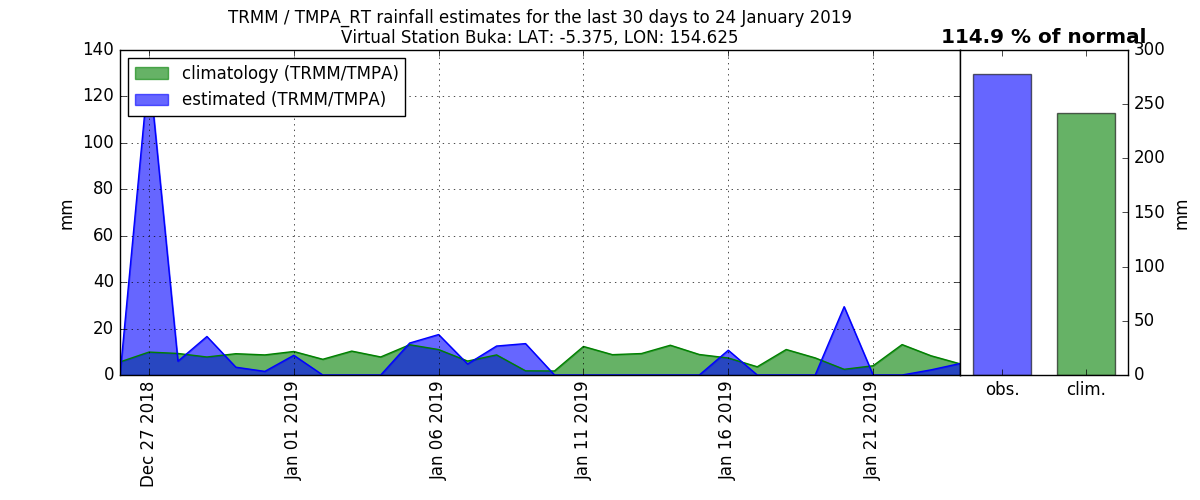 TRMM / TMPA_RT rainfall estimates for the last 30 days to 24 January 2019
Virtual Station Buka: LAT: -5.375, LON: 154.625
114.9 % of normal
climatology (TRMM/TMPA)
estimated (TRMM/TMPA)
mm
140
120
100
80
60
40
20
0
Dec 27 2018
Jan 01 2019
Jan 06 2019
Jan 11 2019
Jan 16 2019
Jan 21 2019
300
250
200
150
100
50
0
mm
obs.
clim.